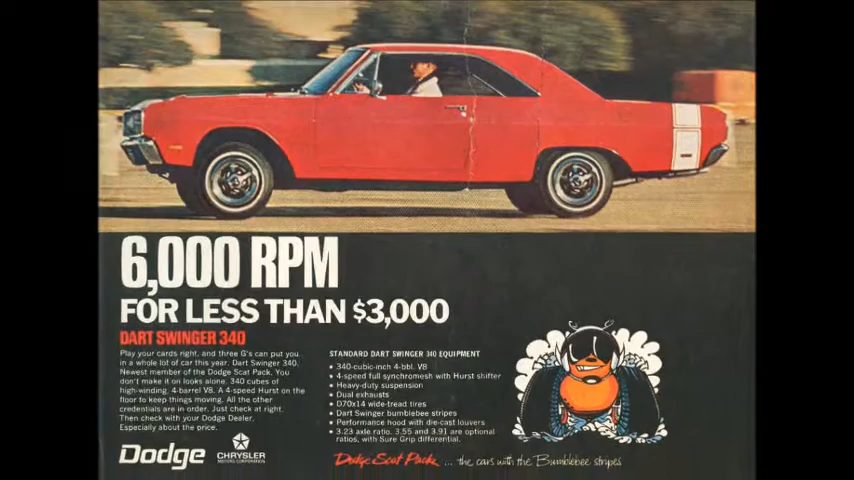 6,000 RPM
FOR LESS THAN $3,000
DART SWINGER 340
Play your cards right, and three G's can put you
in a whole lot of car this year. Dart Swinger 340.
Newest member of the Dodge Scat Pack. You
don't make it on looks alone. 340 cubes of
high-winding, 4-barrel V8. A 4-speed Hurst on the
floor to keep things moving. All the other
credentials are in order. Just check at right.
Then check with your Dodge Dealer.
Especially about the price.
Dodge
CHRYSLER
MOTORS CORPORATION
STANDARD DART SWINGER 340 EQUIPMENT
• 340-cubic-inch 4-bbl. V8
• 4-speed full synchromesh with Hurst shifter
• Heavy-duty suspension
• Dual exhausts
• D70x14 wide-tread tires
• Dart Swinger bumblebee stripes
• Performance hood with die-cast louvers
• 3.23 axle ratio. 3.55 and 3.91 are optional
ratios, with Sure Grip differential.
Dodge Scat Pack ... the cars with the Bumblebee stripes